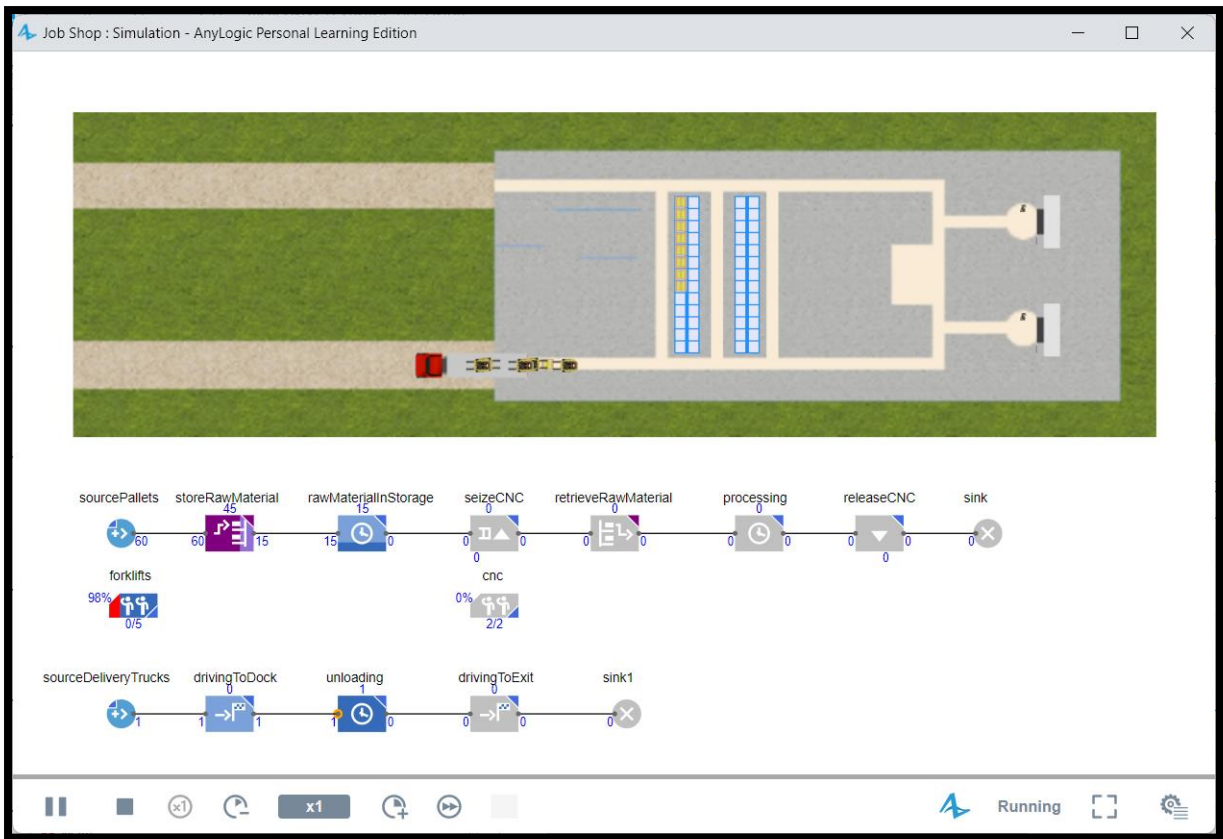 Job Shop : Simulation - AnyLogic Personal Learning Edition
sourcePallets storeRawMaterial rawMaterialInStorage seizeCNC retrieveRawMaterial processing releaseCNC sink
45 15 0 0 0
60 60 15 15 0 0 0 0 0 0 0 0 0 0
0 0
forklifts cnc
98% 0%
0/5 2/2
sourceDeliveryTrucks drivingToDock unloading drivingToExit sink1
0 1 0
1 1 1 1 0 0 0 0
x1 x1 Running